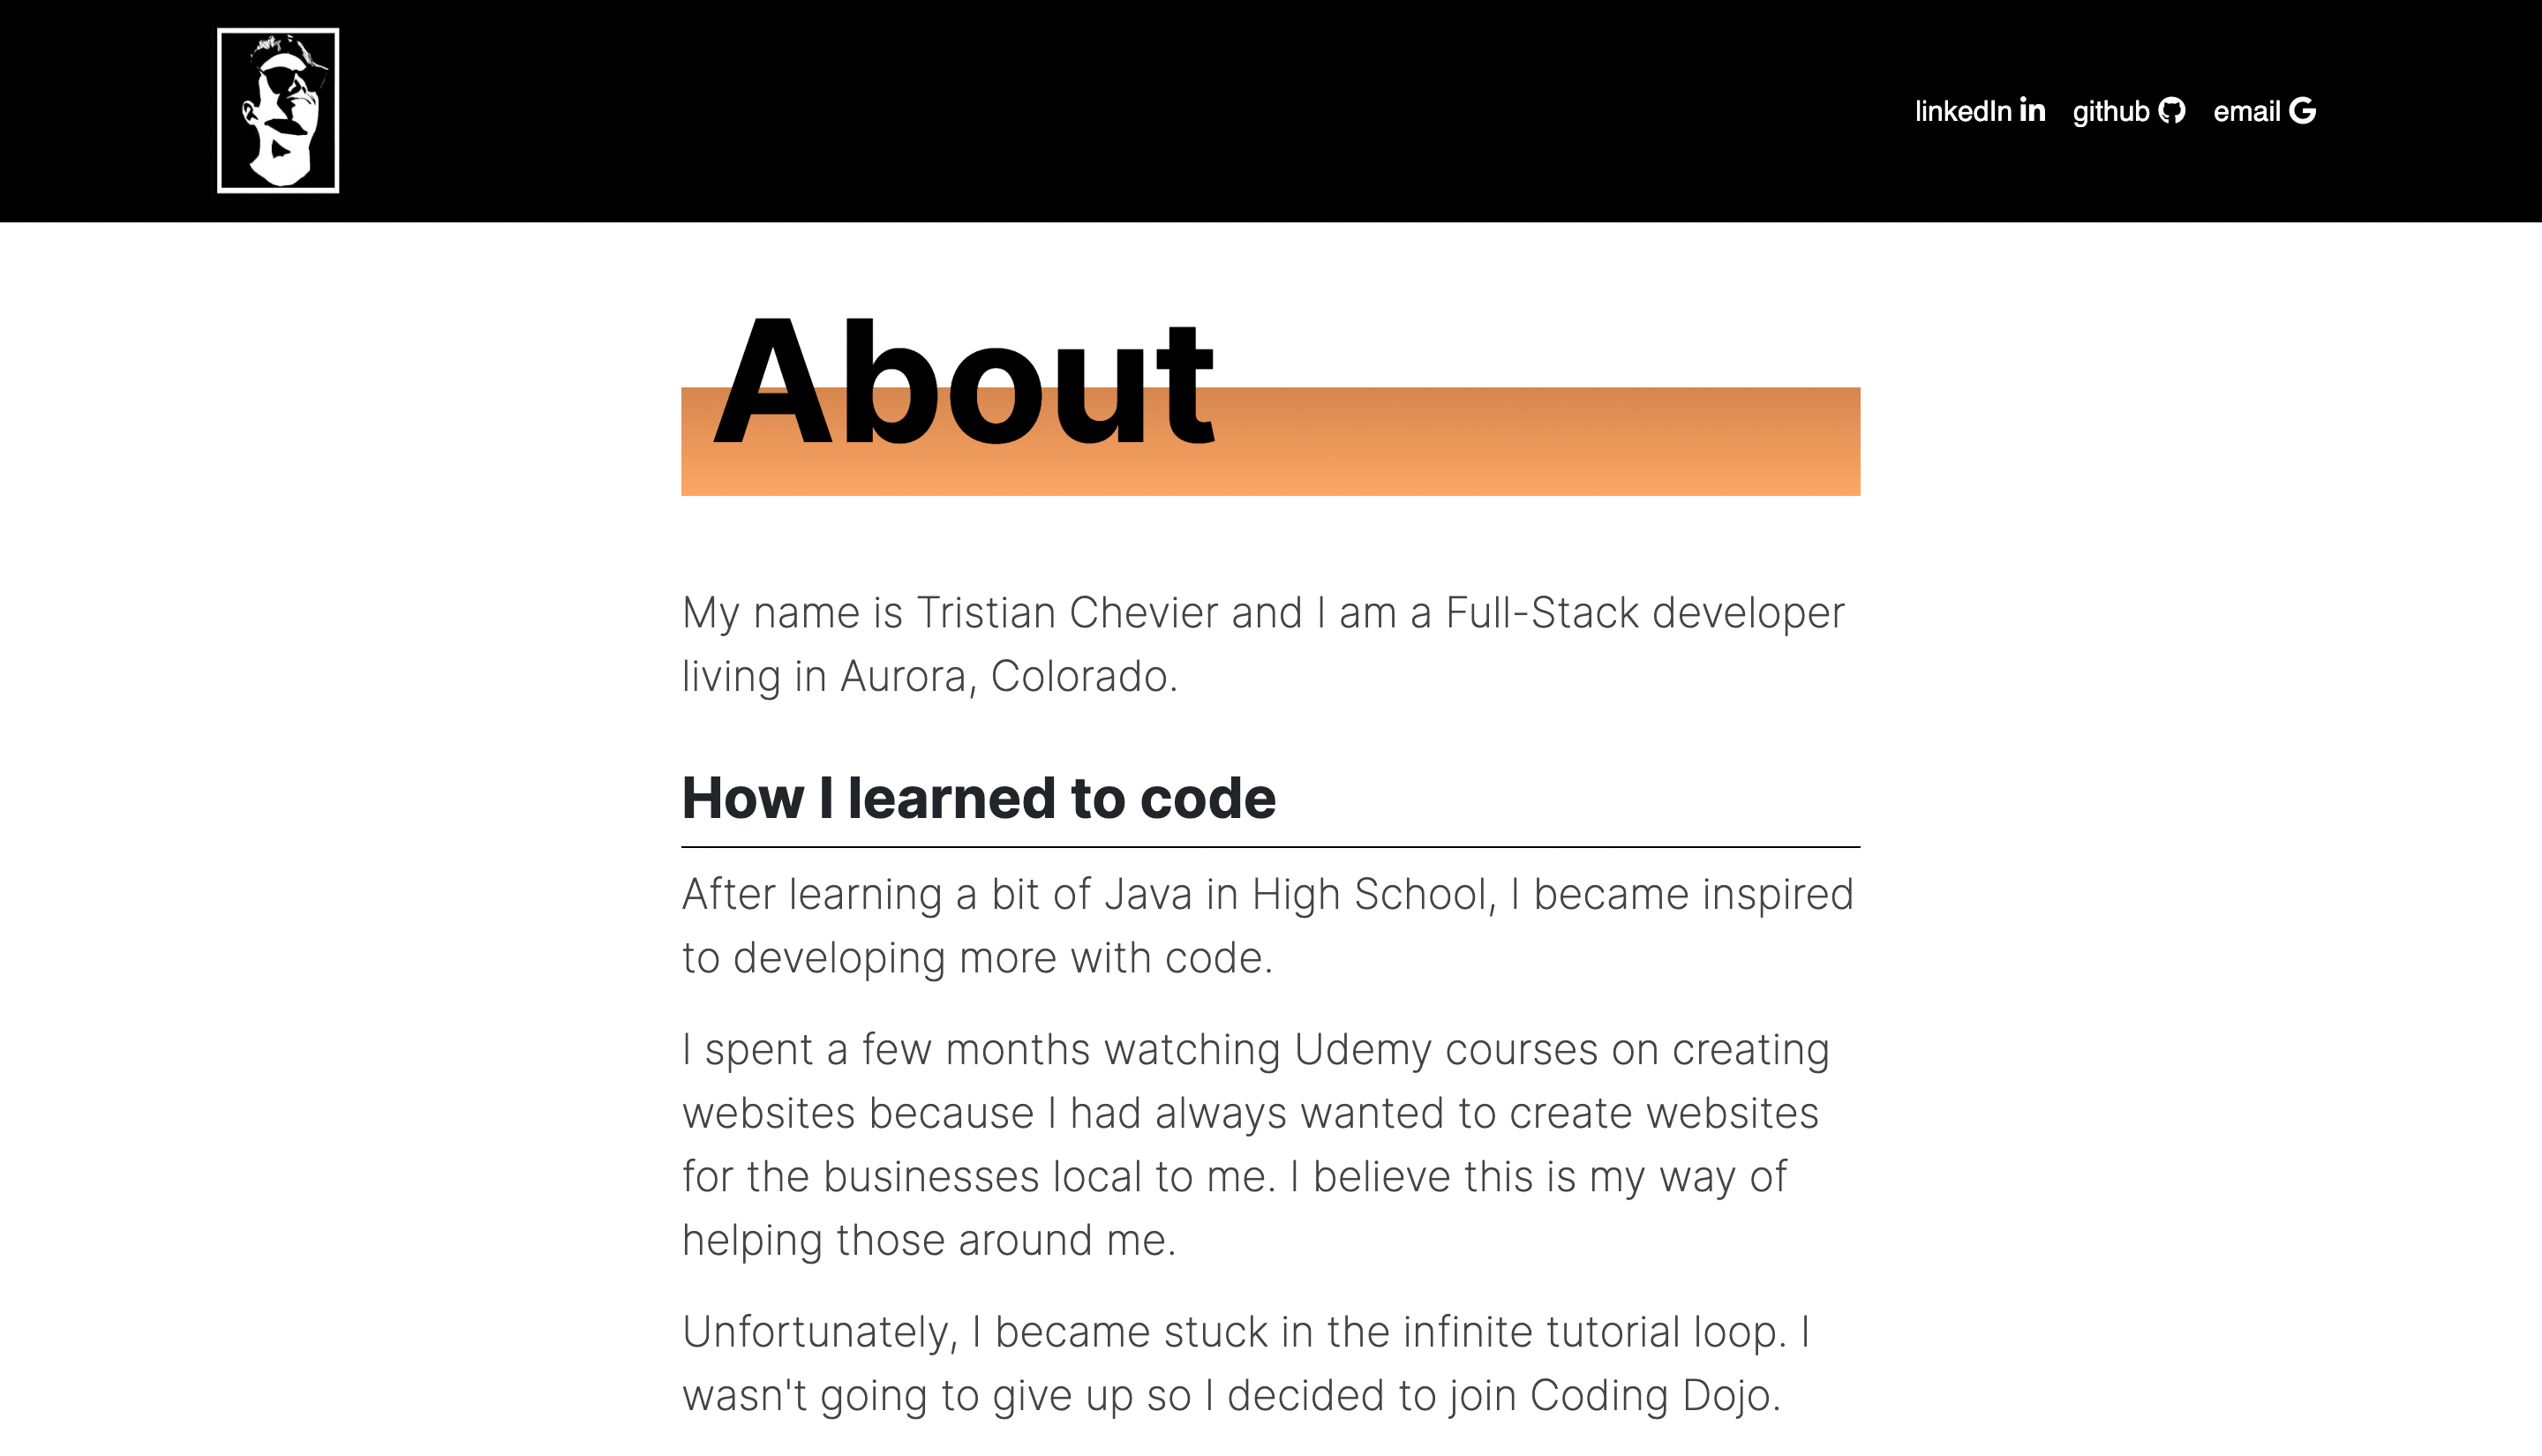 linkedIn in github email G
About
My name is Tristian Chevier and I am a Full-Stack developer
living in Aurora, Colorado.
How I learned to code
After learning a bit of Java in High School, I became inspired
to developing more with code.
I spent a few months watching Udemy courses on creating
websites because I had always wanted to create websites
for the businesses local to me. I believe this is my way of
helping those around me.
Unfortunately, I became stuck in the infinite tutorial loop. I
wasn't going to give up so I decided to join Coding Dojo.